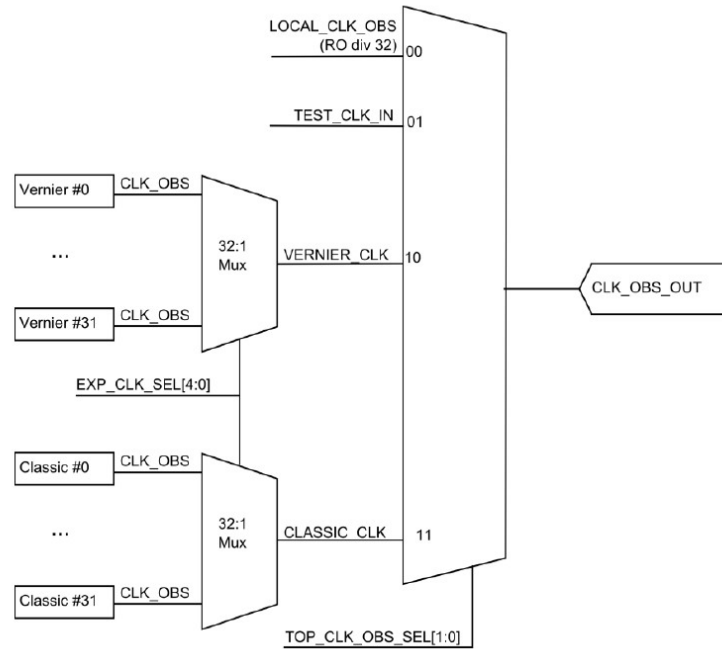 LOCAL_CLK_OBS
(RO div 32)
00
TEST_CLK_IN
01
Vernier #0
CLK_OBS
...
32:1
Mux
VERNIER_CLK
10
CLK_OBS_OUT
Vernier #31
CLK_OBS
EXP_CLK_SEL[4:0]
Classic #0
CLK_OBS
...
32:1
Mux
CLASSIC_CLK
11
Classic #31
CLK_OBS
TOP_CLK_OBS_SEL[1:0]